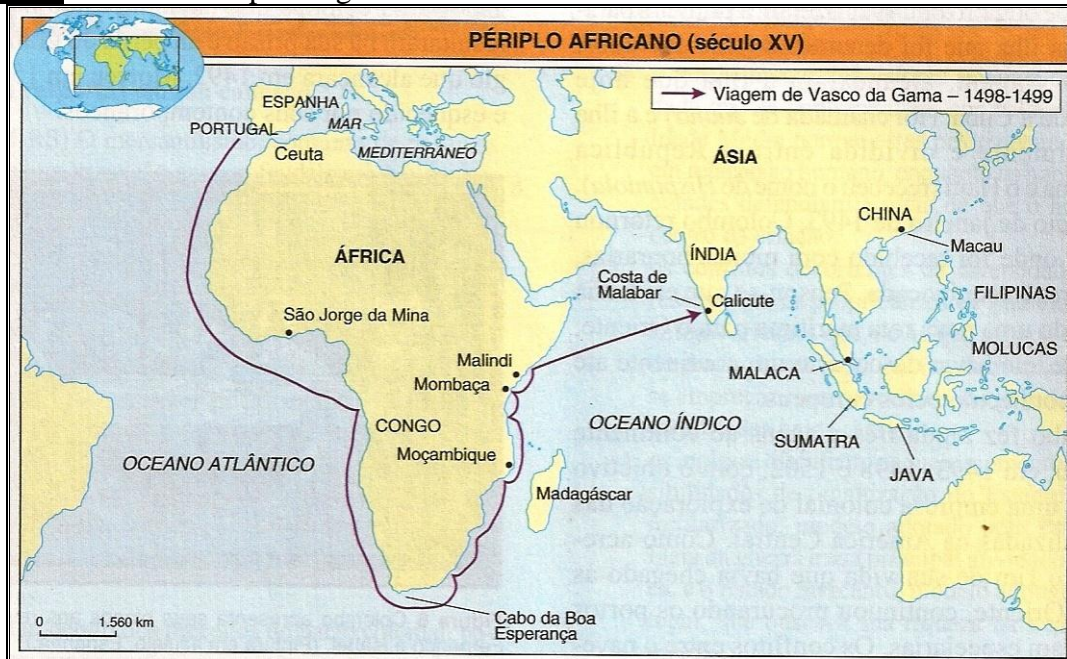 PÉRIPLO AFRICANO (século XV)
Viagem de Vasco da Gama – 1498-1499
ESPANHA
PORTUGAL
MAR
MEDITERRÂNEO
Ceuta
ÁSIA
CHINA
Macau
ÁFRICA
ÍNDIA
Costa de
Malabar
Calicute
FILIPINAS
São Jorge da Mina
MOLUCAS
Malindi
MALACA
Mombaça
CONGO
OCEANO ÍNDICO
SUMATRA
Moçambique
OCEANO ATLÂNTICO
JAVA
Madagáscar
Cabo da Boa
Esperança
0 1.560 km